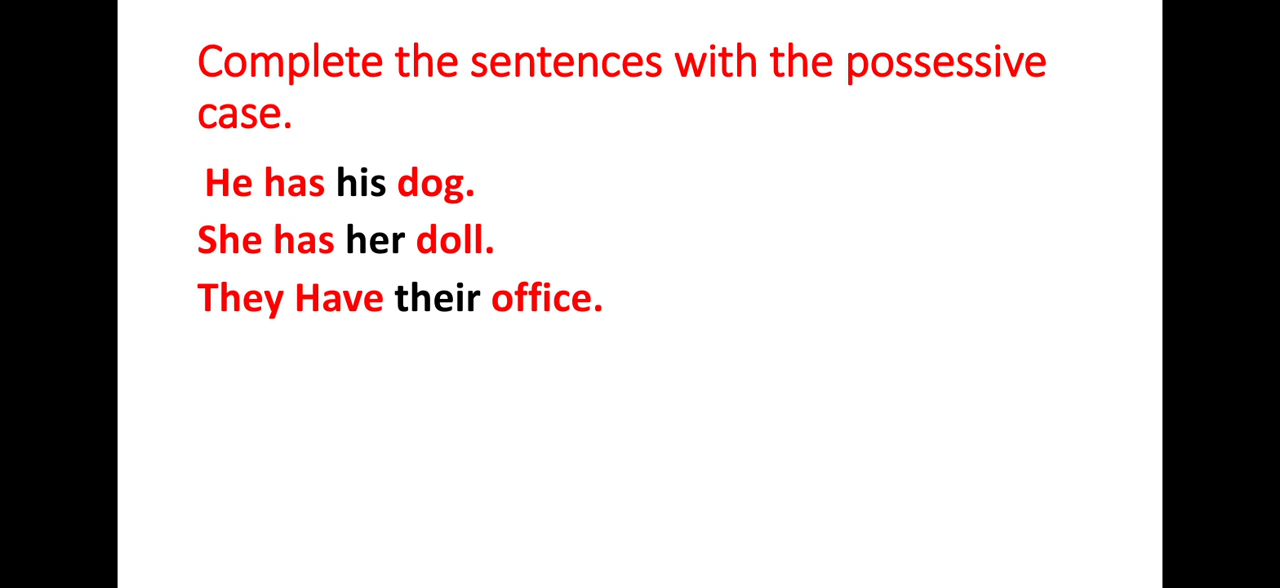 Complete the sentences with the possessive
case.
He has his dog.
She has her doll.
They Have their office.